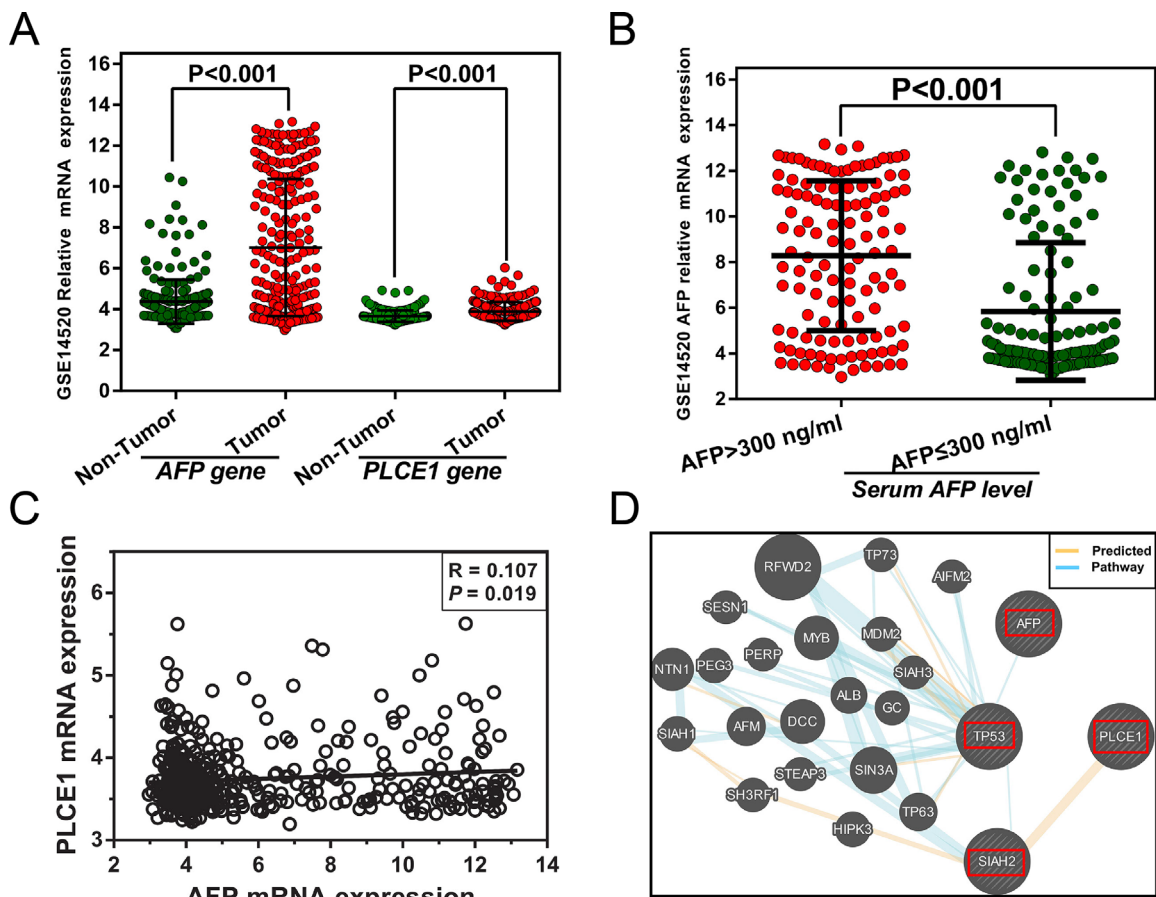 A
GSE14520 Relative mRNA expression
16
14
12
10
8
6
4
2
0
P<0.001
P<0.001
Non-Tumor
Tumor
Non-Tumor
Tumor
AFP gene
PLCE1 gene
B
GSE14520 AFP relative mRNA expression
16
14
12
10
8
6
4
2
P<0.001
AFP>300 ng/ml
AFP≤300 ng/ml
Serum AFP level
C
PLCE1 mRNA expression
6
5
4
3
R = 0.107
P = 0.019
2
4
6
8
10
12
14
AFP mRNA expression
D
Predicted
Pathway
RFWD2
TP73
AIFM2
SESN1
AFP
MYB
MDM2
PERP
NTN1
PEG3
SIAH3
ALB
GC
SIAH1
AFM
DCC
TP53
PLCE1
STEAP3
SIN3A
SH3RF1
TP63
HIPK3
SIAH2